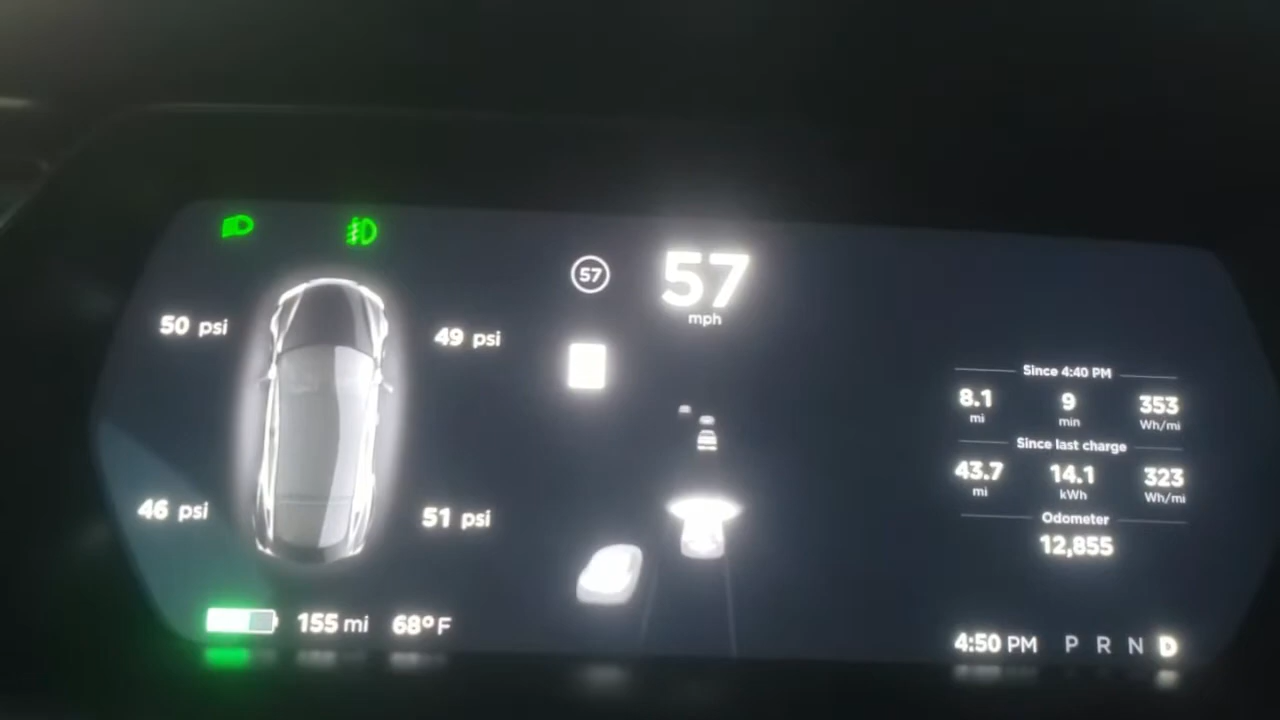 57
57
mph
50 psi
49 psi
Since 4:40 PM
8.1 9 353
mi min Wh/mi
Since last charge
43.7 14.1 323
mi kWh Wh/mi
46 psi
51 psi
Odometer
12,855
155 mi 68°F
4:50 PM P R N D